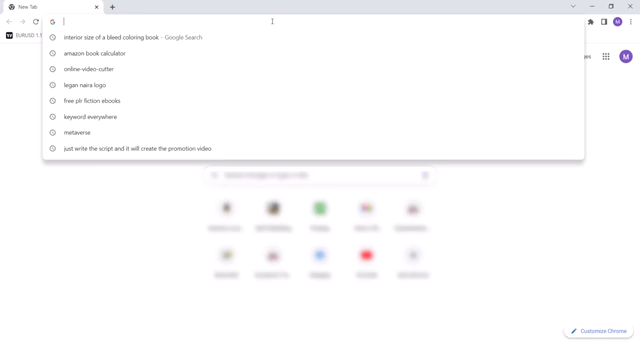 New Tab
G
EURUSD 1.1
M
interior size of a bleed coloring book - Google Search
amazon book calculator
online-video-cutter
legan naira logo
free plr fiction ebooks
keyword everywhere
metaverse
just write the script and it will create the promotion video
es
M
Customize Chrome